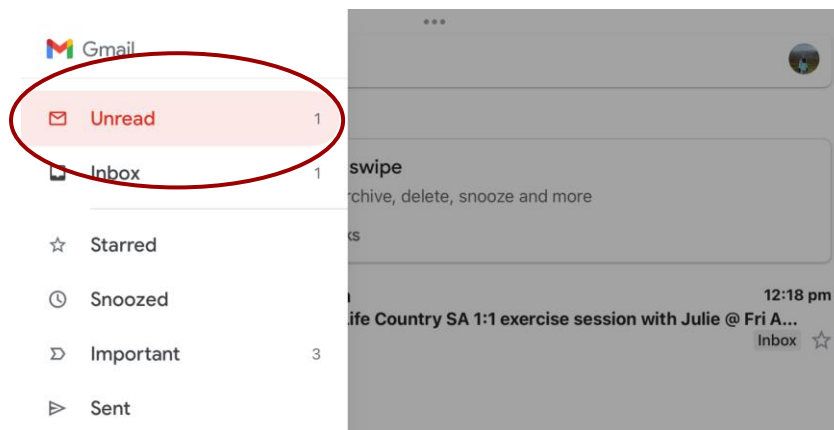 Gmail
Unread 1
Inbox 1
Starred
Snoozed
Important 3
Sent
swipe
rchive, delete, snooze and more
ks
12:18 pm
ife Country SA 1:1 exercise session with Julie @ Fri A...
Inbox